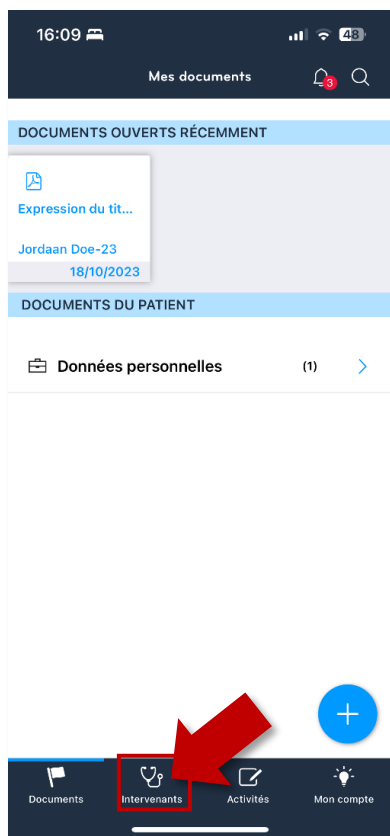 16:09
48
Mes documents
3
DOCUMENTS OUVERTS RÉCEMMENT
Expression du tit...
Jordaan Doe-23
18/10/2023
DOCUMENTS DU PATIENT
Données personnelles (1)
Documents Intervenants Activités Mon compte